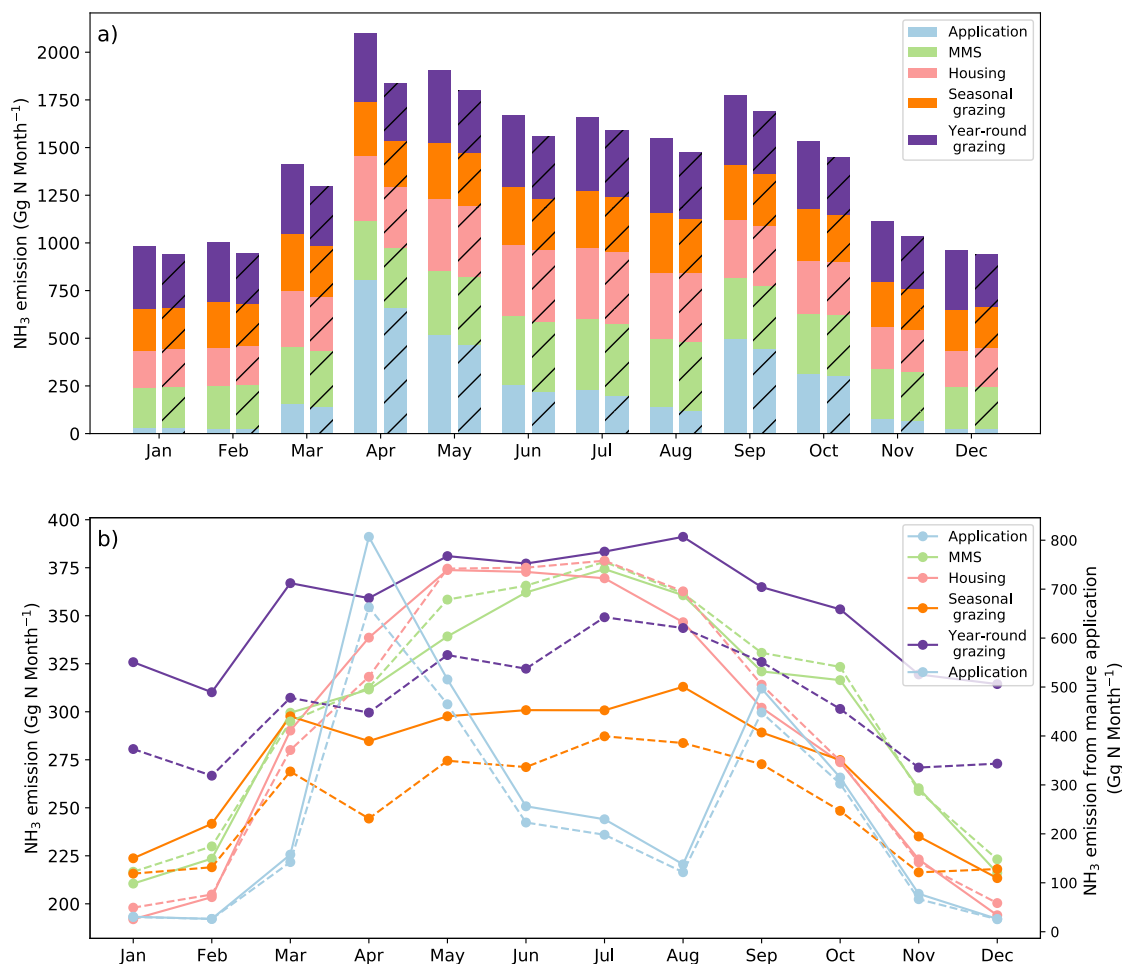 a)
Application
MMS
Housing
Seasonal
grazing
Year-round
grazing
2000
1750
1500
1250
1000
750
500
250
0
NH₃ emission (Gg N Month⁻¹)
Jan Feb Mar Apr May Jun Jul Aug Sep Oct Nov Dec
b)
Application
MMS
Housing
Seasonal
grazing
Year-round
grazing
Application
400
375
350
325
300
275
250
225
200
NH₃ emission (Gg N Month⁻¹)
800
700
600
500
400
300
200
100
0
NH₃ emission from manure application
(Gg N Month⁻¹)
Jan Feb Mar Apr May Jun Jul Aug Sep Oct Nov Dec